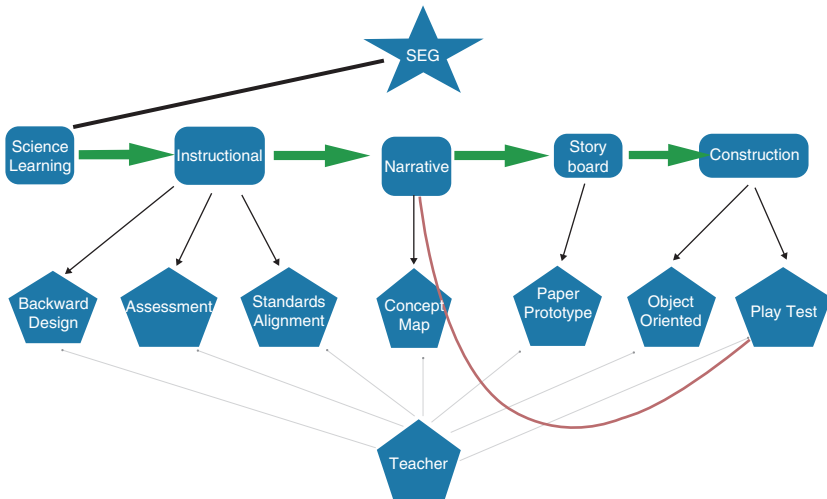 SEG
Science
Learning
Instructional
Narrative
Story
board
Construction
Backward
Design
Assessment
Standards
Alignment
Concept
Map
Paper
Prototype
Object
Oriented
Play Test
Teacher